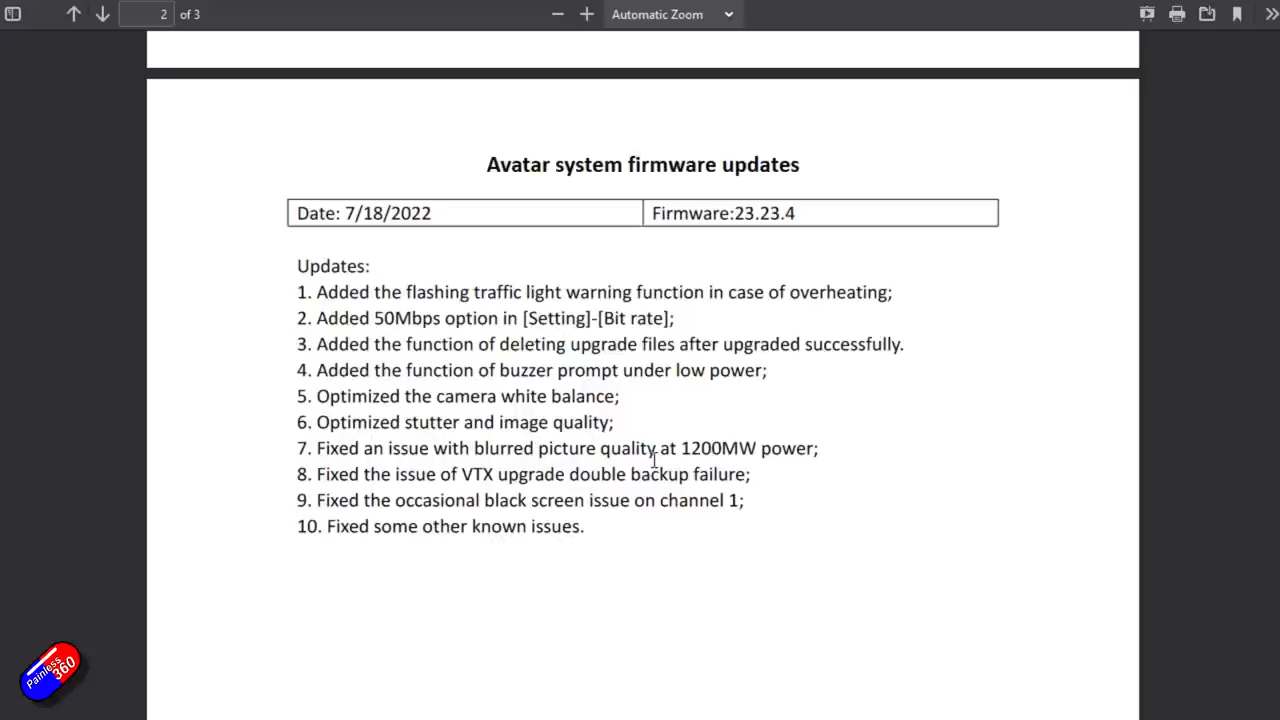 2 of 3 Automatic Zoom
Avatar system firmware updates
Date: 7/18/2022 Firmware:23.23.4
Updates:
1. Added the flashing traffic light warning function in case of overheating;
2. Added 50Mbps option in [Setting]-[Bit rate];
3. Added the function of deleting upgrade files after upgraded successfully.
4. Added the function of buzzer prompt under low power;
5. Optimized the camera white balance;
6. Optimized stutter and image quality;
7. Fixed an issue with blurred picture quality at 1200MW power;
8. Fixed the issue of VTX upgrade double backup failure;
9. Fixed the occasional black screen issue on channel 1;
10. Fixed some other known issues.
Painless
360